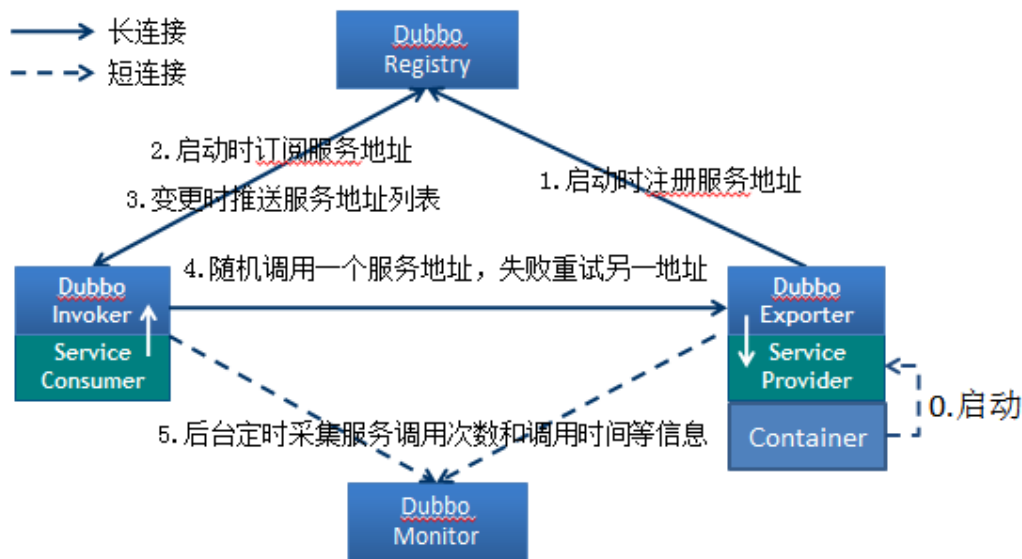 长连接
短连接
Dubbo
Registry
2.启动时订阅服务地址
3.变更时推送服务地址列表
1.启动时注册服务地址
4.随机调用一个服务地址，失败重试另一地址
Dubbo
Invoker
Service
Consumer
Dubbo
Exporter
Service
Provider
Container
0.启动
5.后台定时采集服务调用次数和调用时间等信息
Dubbo
Monitor